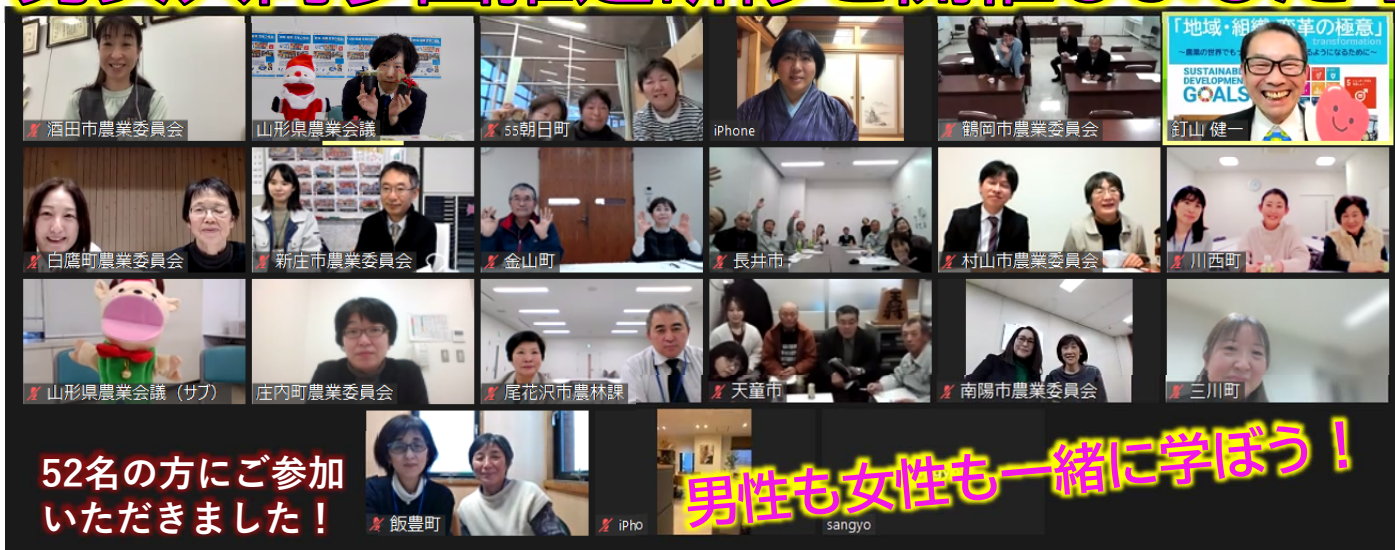 「地域・組織変革の極意」
transformation
SUSTAINABLE
DEVELOPMENT
GOALS
酒田市農業委員会
山形県農業会議
55朝日町
iPhone
鶴岡市農業委員会
釘山 健一
白鷹町農業委員会
新庄市農業委員会
金山町
長井市
村山市農業委員会
川西町
山形県農業会議（サブ）
庄内町農業委員会
尾花沢市農林課
天童市
南陽市農業委員会
三川町
52名の方にご参加
いただきました！
飯豊町
iPho
男性も女性も一緒に学ぼう！
sangyo